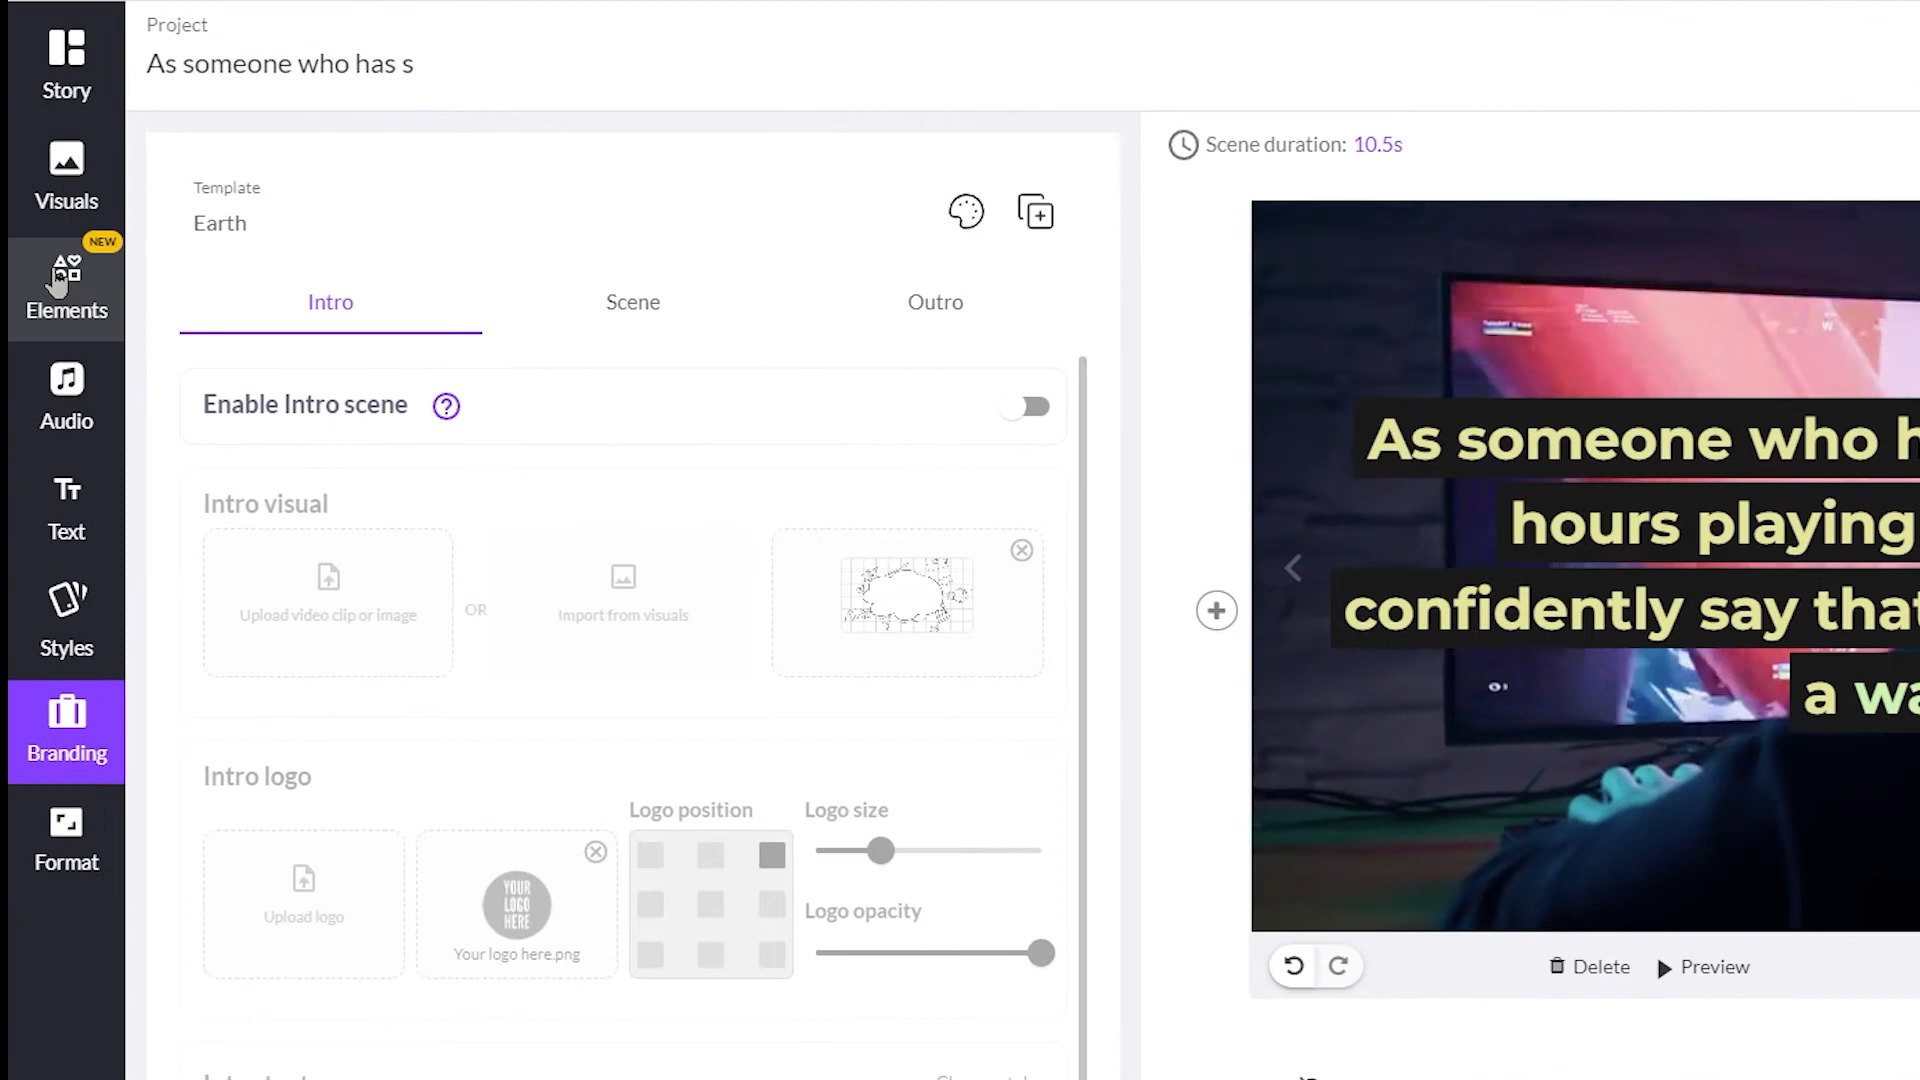 Project
As someone who has s
Story
Visuals
NEW
Elements
Audio
Text
Styles
Branding
Format
Template
Earth
Intro
Scene
Outro
Enable Intro scene
Intro visual
Upload video clip or image
OR
Import from visuals
Intro logo
Upload logo
YOUR
LOGO
HERE
Your logo here.png
Logo position
Logo size
Logo opacity
Scene duration: 10.5s
As someone who h
hours playing
confidently say that
a wa
Delete
Preview